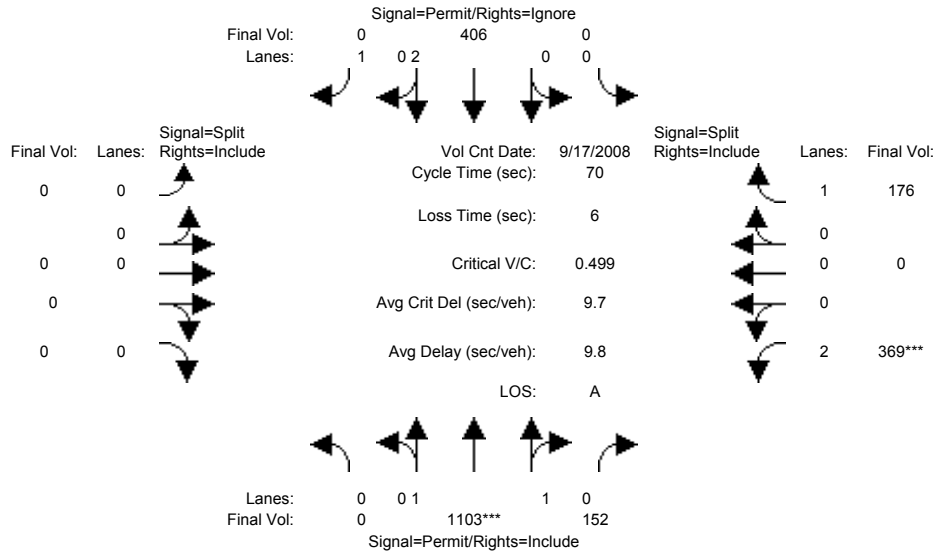 Signal=Permit/Rights=Ignore
Final Vol: 0 406 0
Lanes: 1 0 2 0 0
Signal=Split Signal=Split
Final Vol: Lanes: Rights=Include Vol Cnt Date: 9/17/2008 Rights=Include Lanes: Final Vol:
Cycle Time (sec): 70
0 0 1 176
Loss Time (sec): 6
0 0
0 0 Critical V/C: 0.499 0 0
0 Avg Crit Del (sec/veh): 9.7 0
0 0 Avg Delay (sec/veh): 9.8 2 369***
LOS: A
Lanes: 0 0 1 1 0
Final Vol: 0 1103*** 152
Signal=Permit/Rights=Include